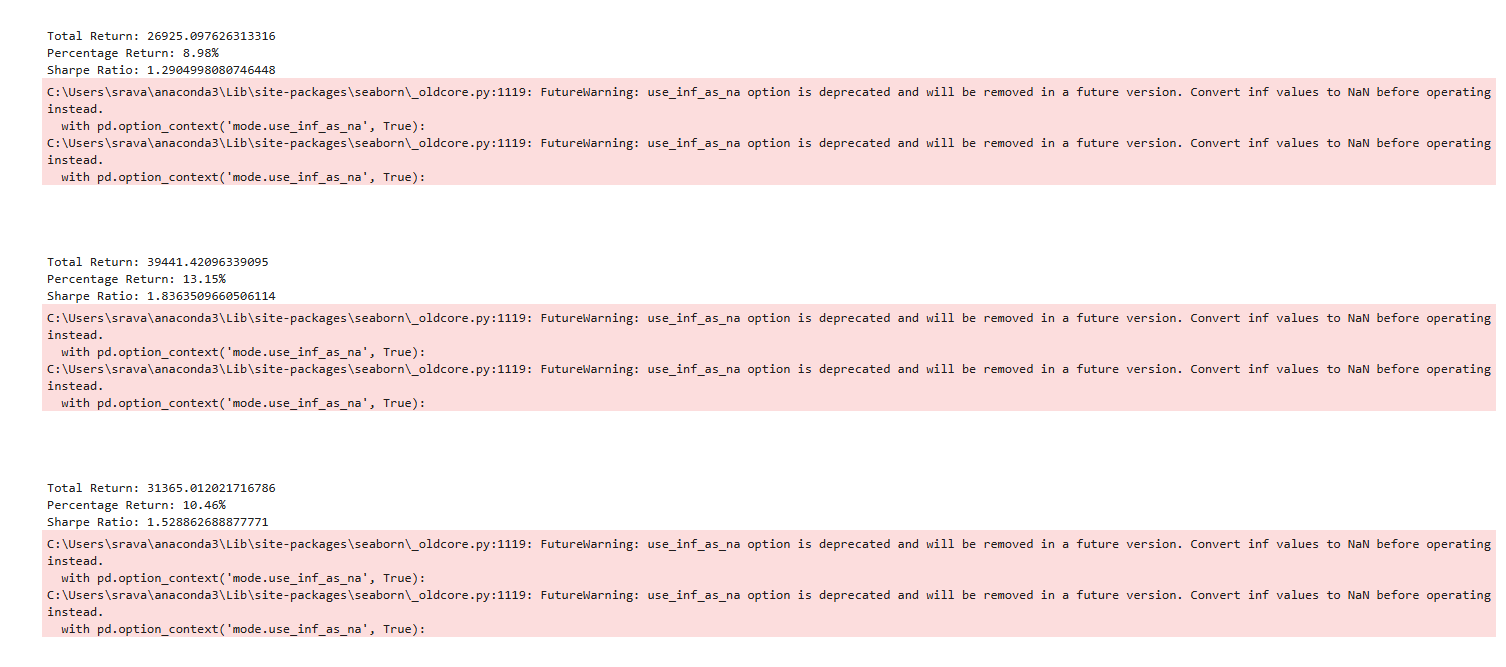 Total Return: 26925.097626313316
Percentage Return: 8.98%
Sharpe Ratio: 1.2904998080746448
C:\Users\srava\anaconda3\Lib\site-packages\seaborn\_oldcore.py:1119: FutureWarning: use_inf_as_na option is deprecated and will be removed in a future version. Convert inf values to NaN before operating
instead.
  with pd.option_context('mode.use_inf_as_na', True):
C:\Users\srava\anaconda3\Lib\site-packages\seaborn\_oldcore.py:1119: FutureWarning: use_inf_as_na option is deprecated and will be removed in a future version. Convert inf values to NaN before operating
instead.
  with pd.option_context('mode.use_inf_as_na', True):
Total Return: 39441.42096339095
Percentage Return: 13.15%
Sharpe Ratio: 1.8363509660506114
C:\Users\srava\anaconda3\Lib\site-packages\seaborn\_oldcore.py:1119: FutureWarning: use_inf_as_na option is deprecated and will be removed in a future version. Convert inf values to NaN before operating
instead.
  with pd.option_context('mode.use_inf_as_na', True):
C:\Users\srava\anaconda3\Lib\site-packages\seaborn\_oldcore.py:1119: FutureWarning: use_inf_as_na option is deprecated and will be removed in a future version. Convert inf values to NaN before operating
instead.
  with pd.option_context('mode.use_inf_as_na', True):
Total Return: 31365.012021716786
Percentage Return: 10.46%
Sharpe Ratio: 1.528862688877771
C:\Users\srava\anaconda3\Lib\site-packages\seaborn\_oldcore.py:1119: FutureWarning: use_inf_as_na option is deprecated and will be removed in a future version. Convert inf values to NaN before operating
instead.
  with pd.option_context('mode.use_inf_as_na', True):
C:\Users\srava\anaconda3\Lib\site-packages\seaborn\_oldcore.py:1119: FutureWarning: use_inf_as_na option is deprecated and will be removed in a future version. Convert inf values to NaN before operating
instead.
  with pd.option_context('mode.use_inf_as_na', True):